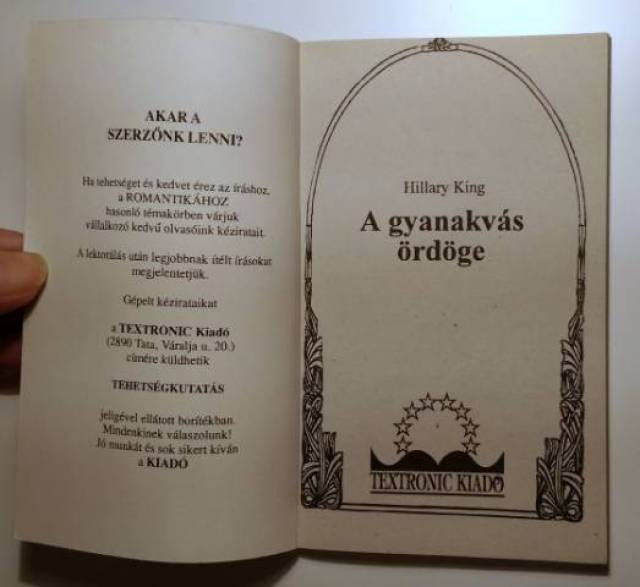 AKAR A
SZERZŐNK LENNI?
Ha tehetséget és kedvet érez az íráshoz,
a ROMANTIKÁHOZ
hasonló témakörben várjuk
vállalkozó kedvű olvasóink kéziratait.
A lektorálás után legjobbnak ítélt írásokat
megjelentetjük.
Gépelt kézirataikat
a TEXTRONIC Kiadó
(2890 Tata, Váralja u. 20.)
címére küldhetik
TEHETSÉGKUTATÁS
jeligével ellátott borítékban.
Mindenkinek válaszolunk!
Jó munkát és sok sikert kíván
a KIADÓ
Hillary King
A gyanakvás
ördöge
TEXTRONIC KIADÓ